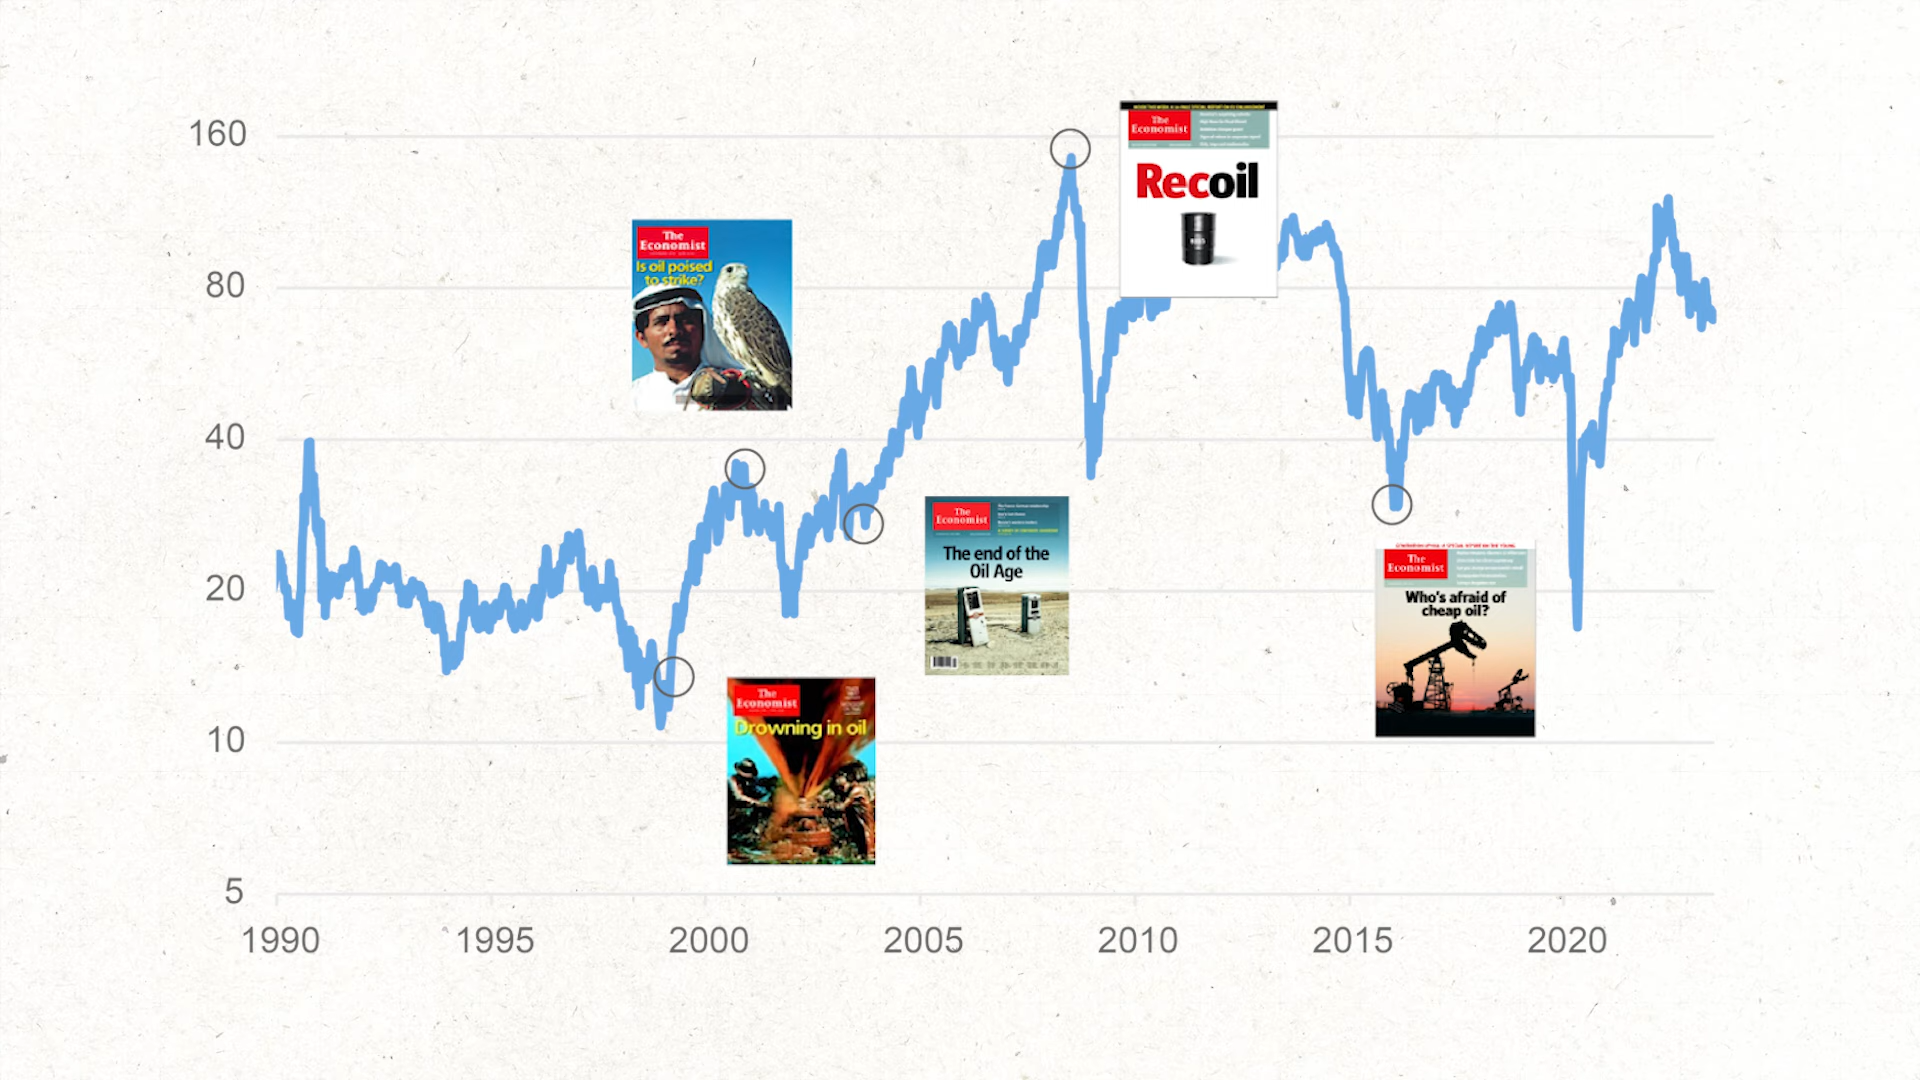 160
80
40
20
10
5
1990
1995
2000
2005
2010
2015
2020
The
Economist
Is oil poised
to strike?
The
Economist
Drowning in oil
The
Economist
The end of the
Oil Age
The
Economist
Recoil
The
Economist
Who's afraid of
cheap oil?